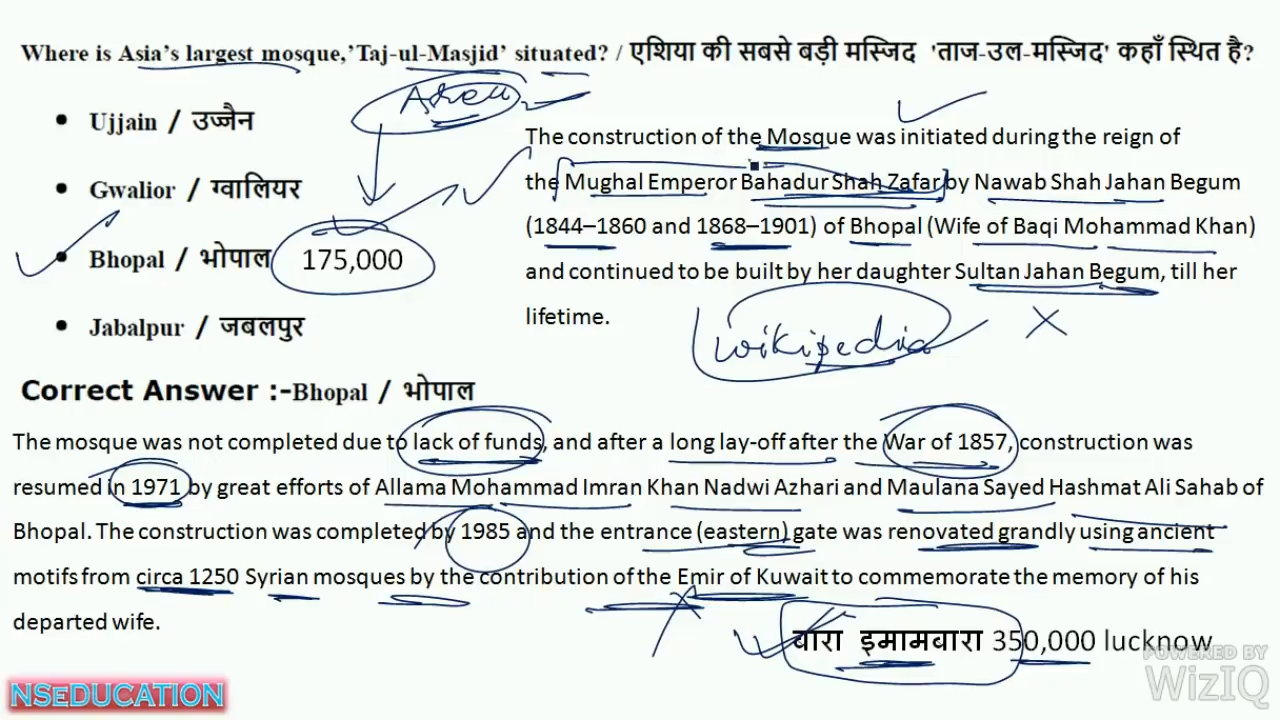 Where is Asia's largest mosque,'Taj-ul-Masjid' situated? / एशिया की सबसे बड़ी मस्जिद 'ताज-उल-मस्जिद' कहाँ स्थित है?
Area
• Ujjain / उज्जैन
• Gwalior / ग्वालियर
• Bhopal / भोपाल 175,000
• Jabalpur / जबलपुर
The construction of the Mosque was initiated during the reign of
the Mughal Emperor Bahadur Shah Zafar by Nawab Shah Jahan Begum
(1844–1860 and 1868–1901) of Bhopal (Wife of Baqi Mohammad Khan)
and continued to be built by her daughter Sultan Jahan Begum, till her
lifetime.
wikipedia
Correct Answer :-Bhopal / भोपाल
The mosque was not completed due to lack of funds, and after a long lay-off after the War of 1857, construction was
resumed in 1971 by great efforts of Allama Mohammad Imran Khan Nadwi Azhari and Maulana Sayed Hashmat Ali Sahab of
Bhopal. The construction was completed by 1985 and the entrance (eastern) gate was renovated grandly using ancient
motifs from circa 1250 Syrian mosques by the contribution of the Emir of Kuwait to commemorate the memory of his
departed wife.
बारा इमामबारा 350,000 lucknow
NSEDUCATION
POWERED BY
WizIQ